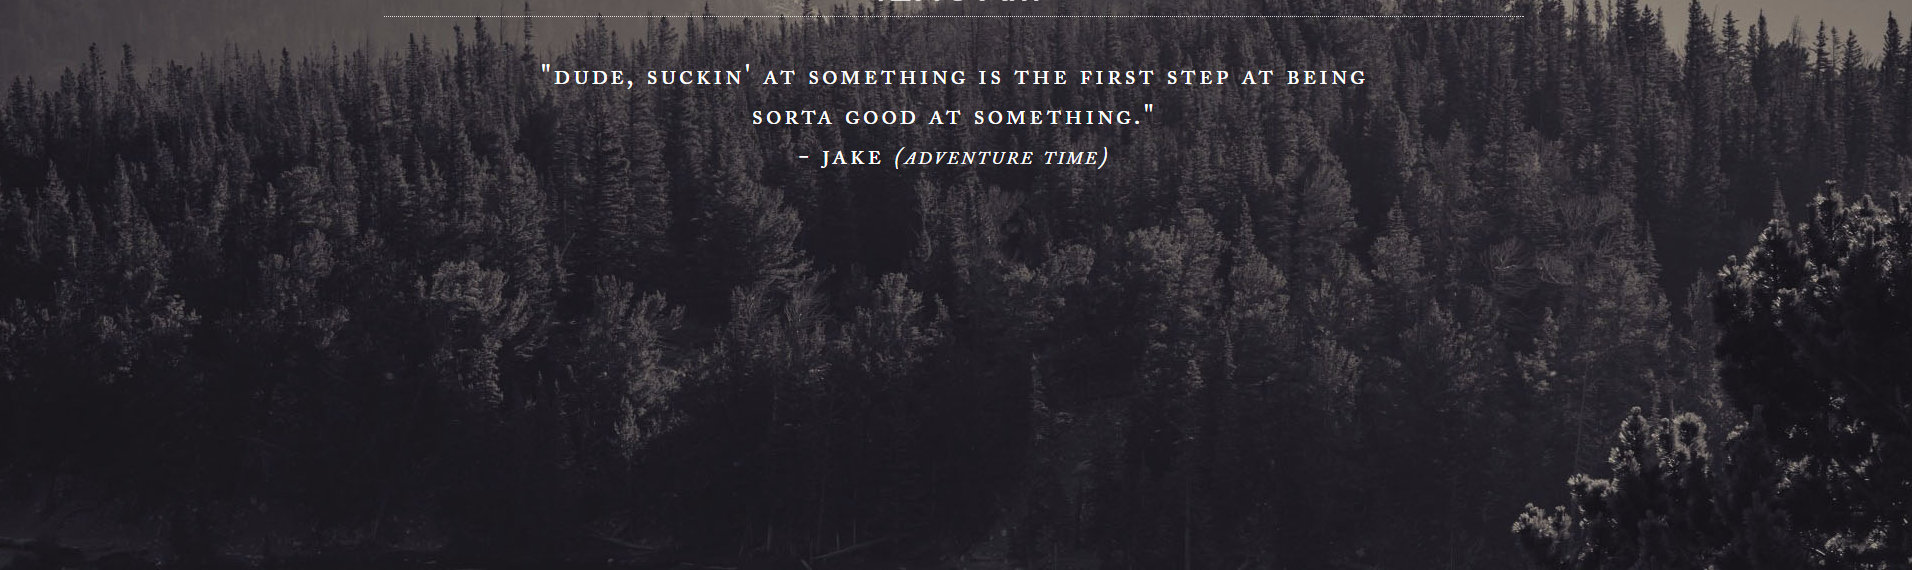 "DUDE, SUCKIN' AT SOMETHING IS THE FIRST STEP AT BEING
SORTA GOOD AT SOMETHING."
- JAKE (ADVENTURE TIME)